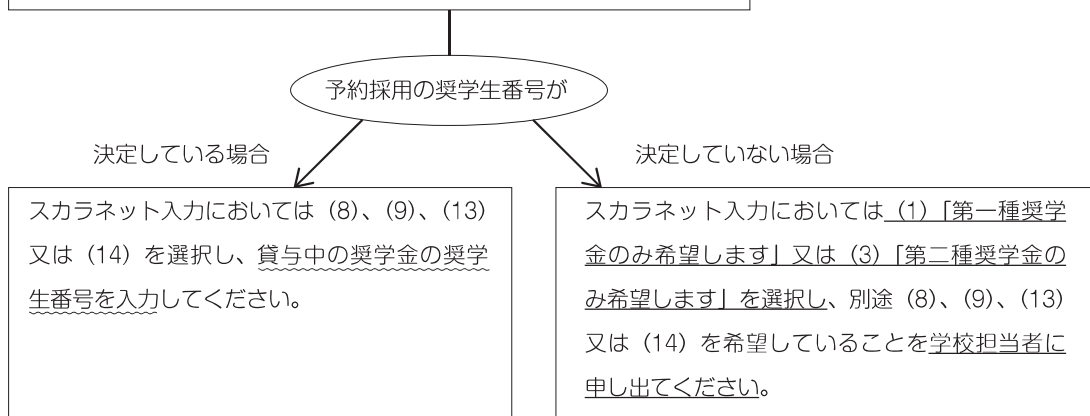 予約採用の奨学生番号が
決定している場合
決定していない場合
スカラネット入力においては（8）、（9）、（13）
又は（14）を選択し、貸与中の奨学金の奨学
生番号を入力してください。
スカラネット入力においては（1）「第一種奨学
金のみ希望します」又は（3）「第二種奨学金の
み希望します」を選択し、別途（8）、（9）、（13）
又は（14）を希望していることを学校担当者に
申し出てください。